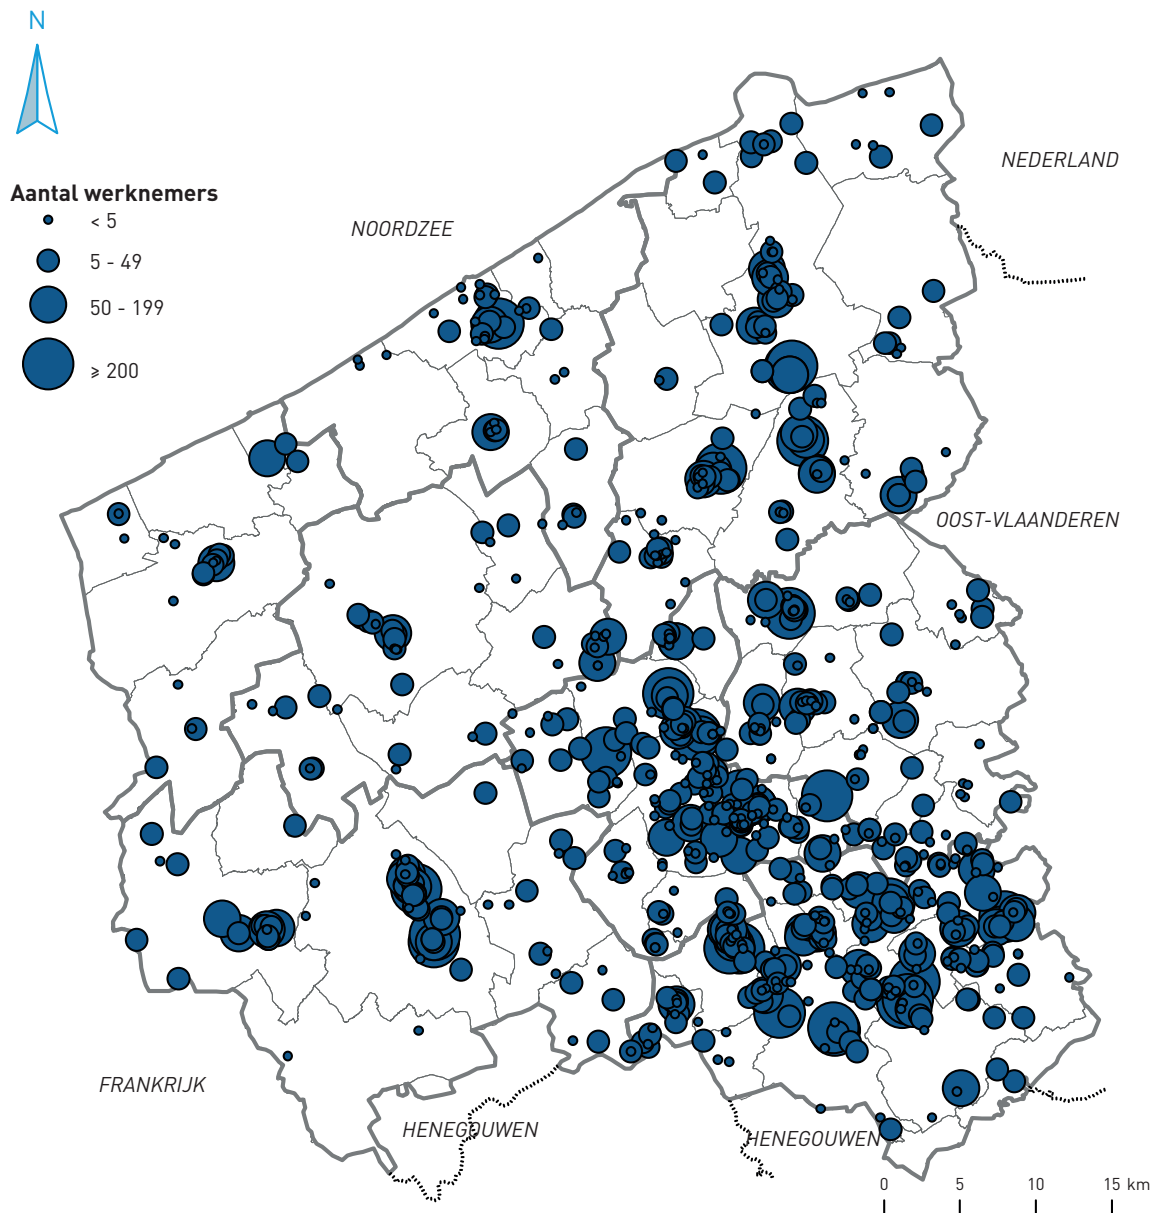 N
Aantal werknemers
< 5
5 - 49
50 - 199
⩾ 200
NOORDZEE
NEDERLAND
OOST-VLAANDEREN
FRANKRIJK
HENEGOUWEN
HENEGOUWEN
0 5 10 15 km